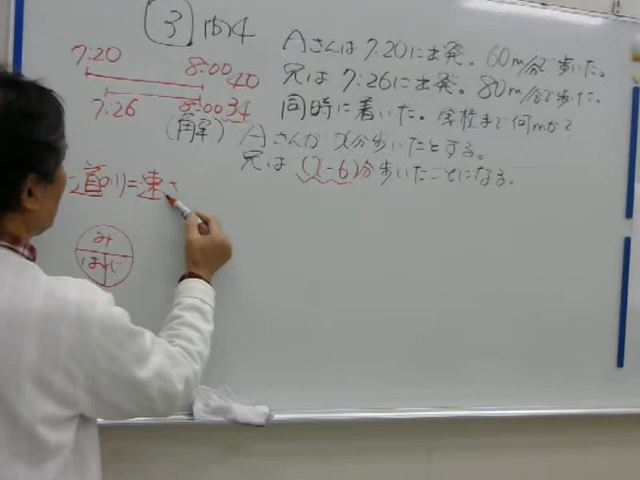 3 問4
Aさんは7:20に出発。60m/分で歩いた。
兄は7:26に出発。80m/分で歩いた。
同時に着いた。学校まで何mか?
(解) Aさんがx分歩いたとする。
兄は(x-6)分歩いたことになる。
7:20 8:00 40
7:26 8:00 34
道のり=速さ
み
は じ